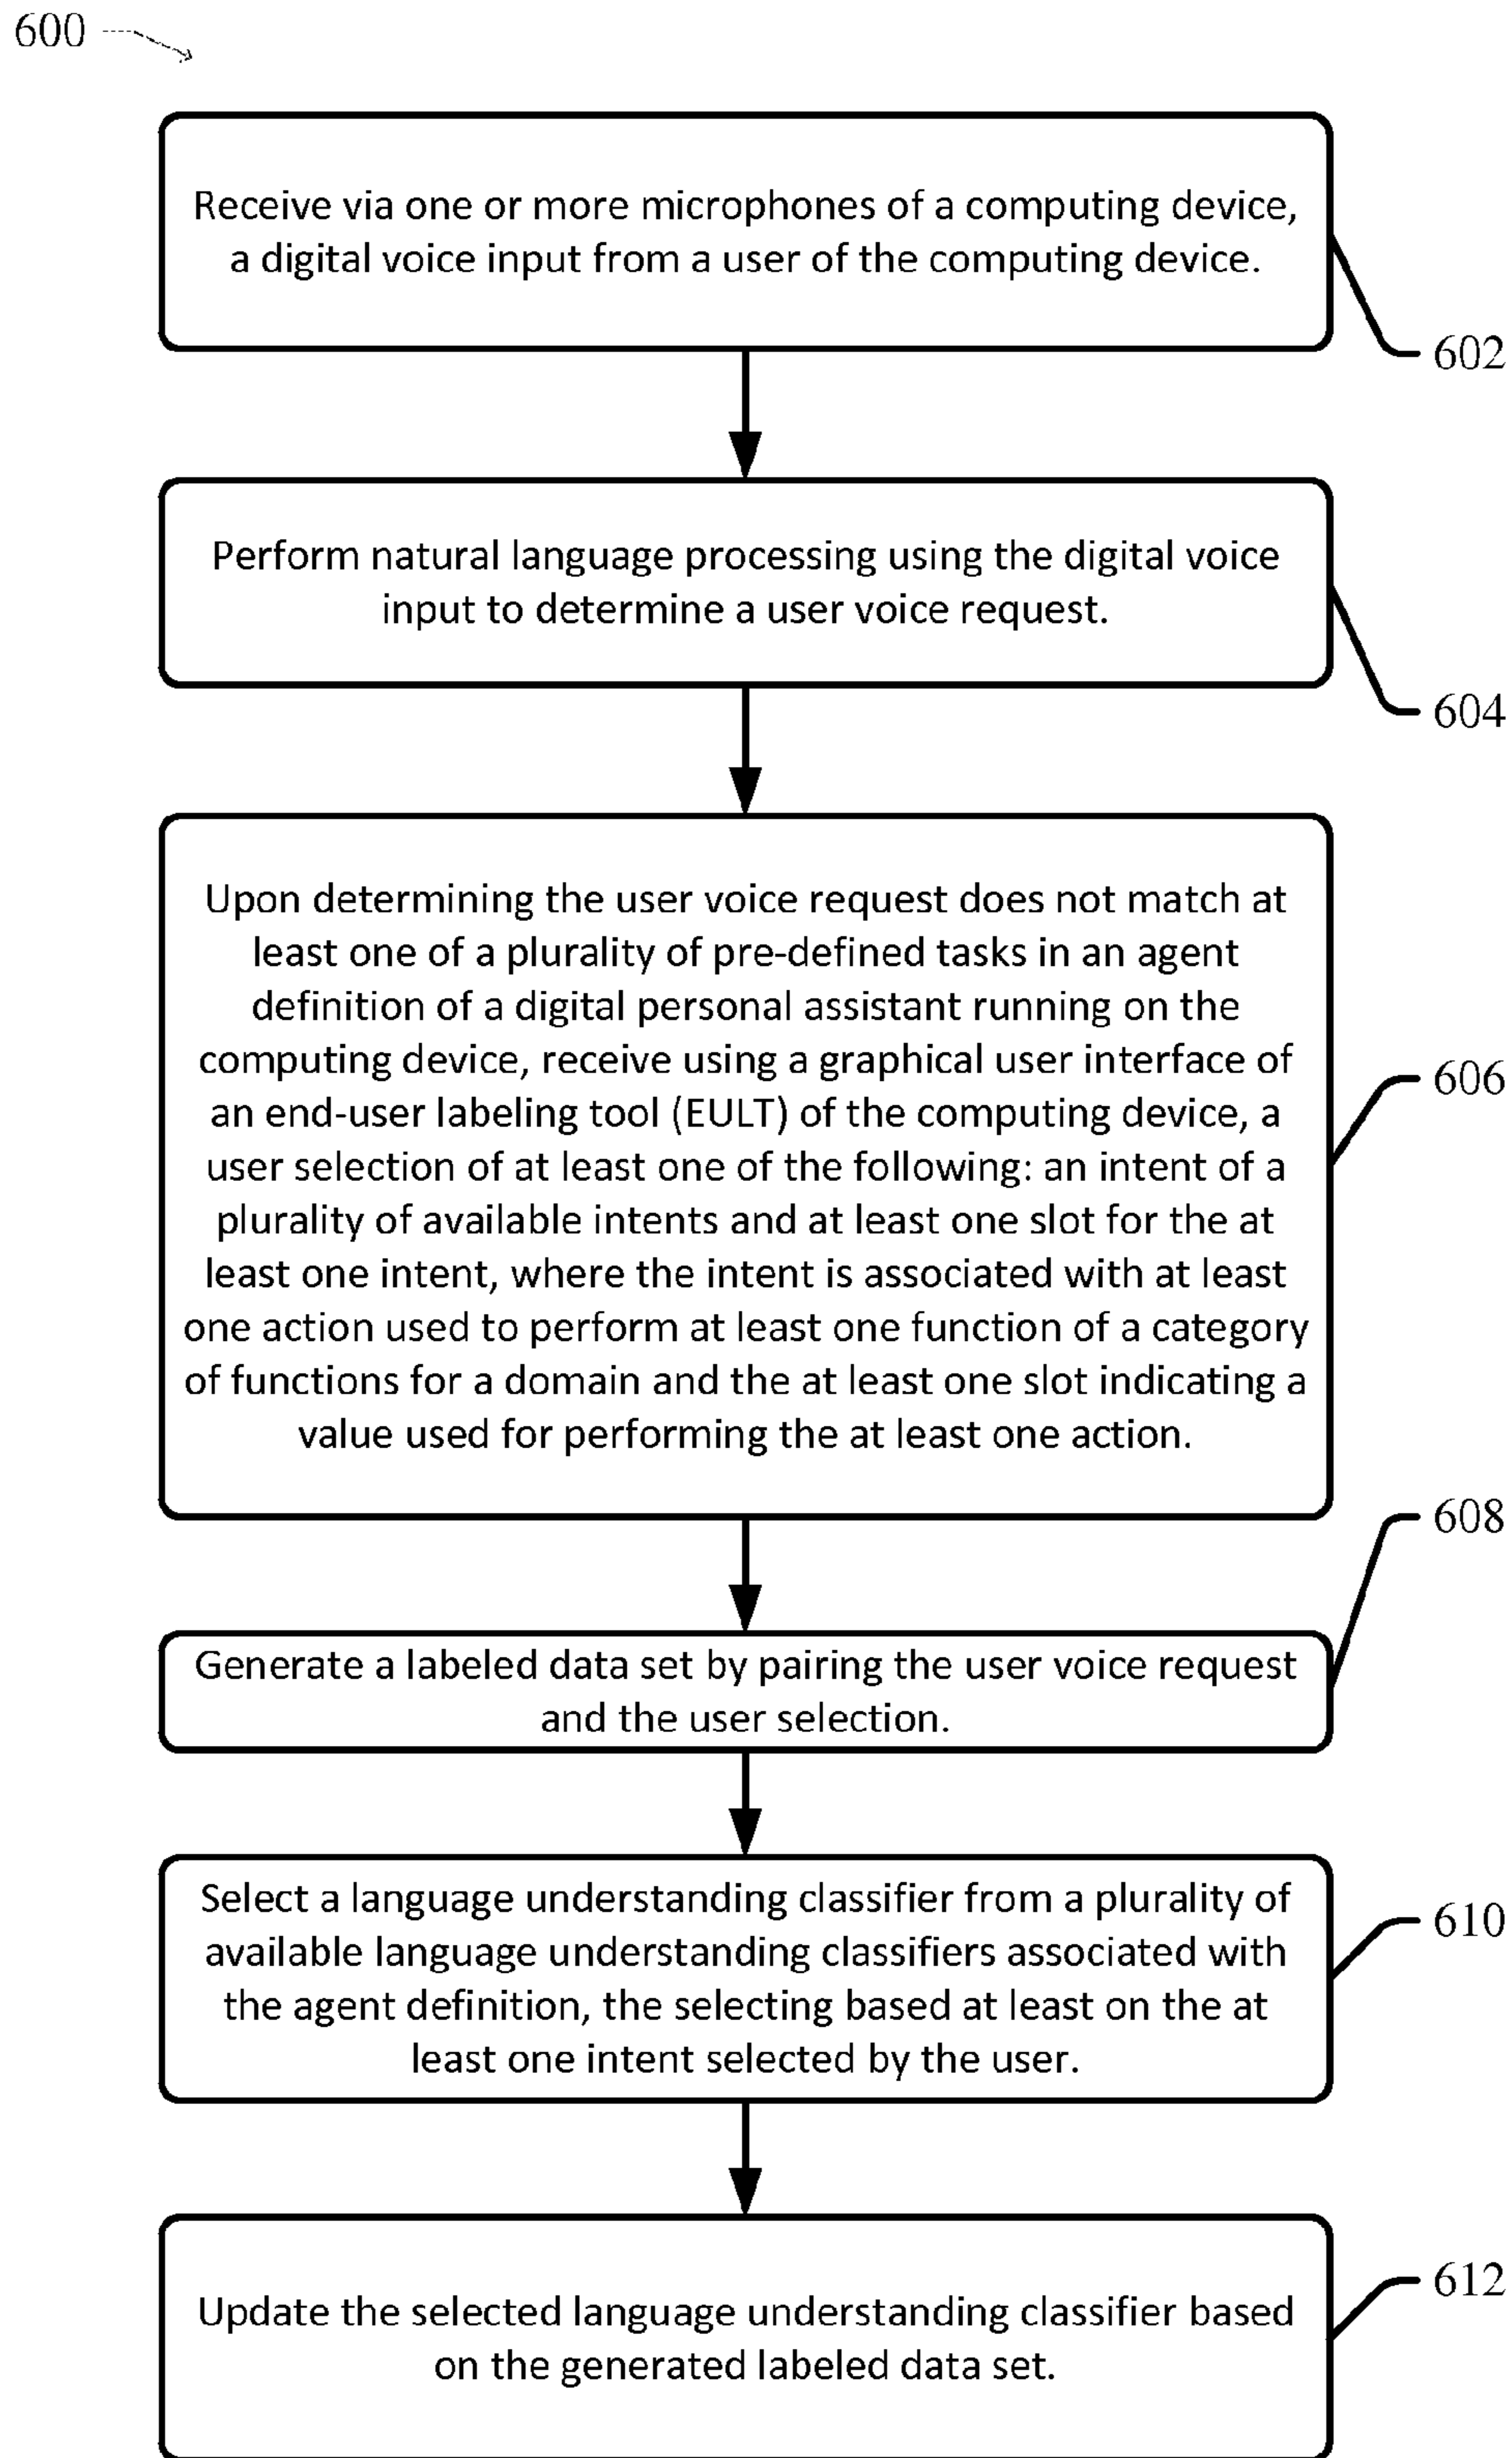 600
Receive via one or more microphones of a computing device,
a digital voice input from a user of the computing device.
602
Perform natural language processing using the digital voice
input to determine a user voice request.
604
Upon determining the user voice request does not match at
least one of a plurality of pre-defined tasks in an agent
definition of a digital personal assistant running on the
computing device, receive using a graphical user interface of
an end-user labeling tool (EULT) of the computing device, a
user selection of at least one of the following: an intent of a
plurality of available intents and at least one slot for the at
least one intent, where the intent is associated with at least
one action used to perform at least one function of a category
of functions for a domain and the at least one slot indicating a
value used for performing the at least one action.
606
Generate a labeled data set by pairing the user voice request
and the user selection.
608
Select a language understanding classifier from a plurality of
available language understanding classifiers associated with
the agent definition, the selecting based at least on the at
least one intent selected by the user.
610
Update the selected language understanding classifier based
on the generated labeled data set.
612